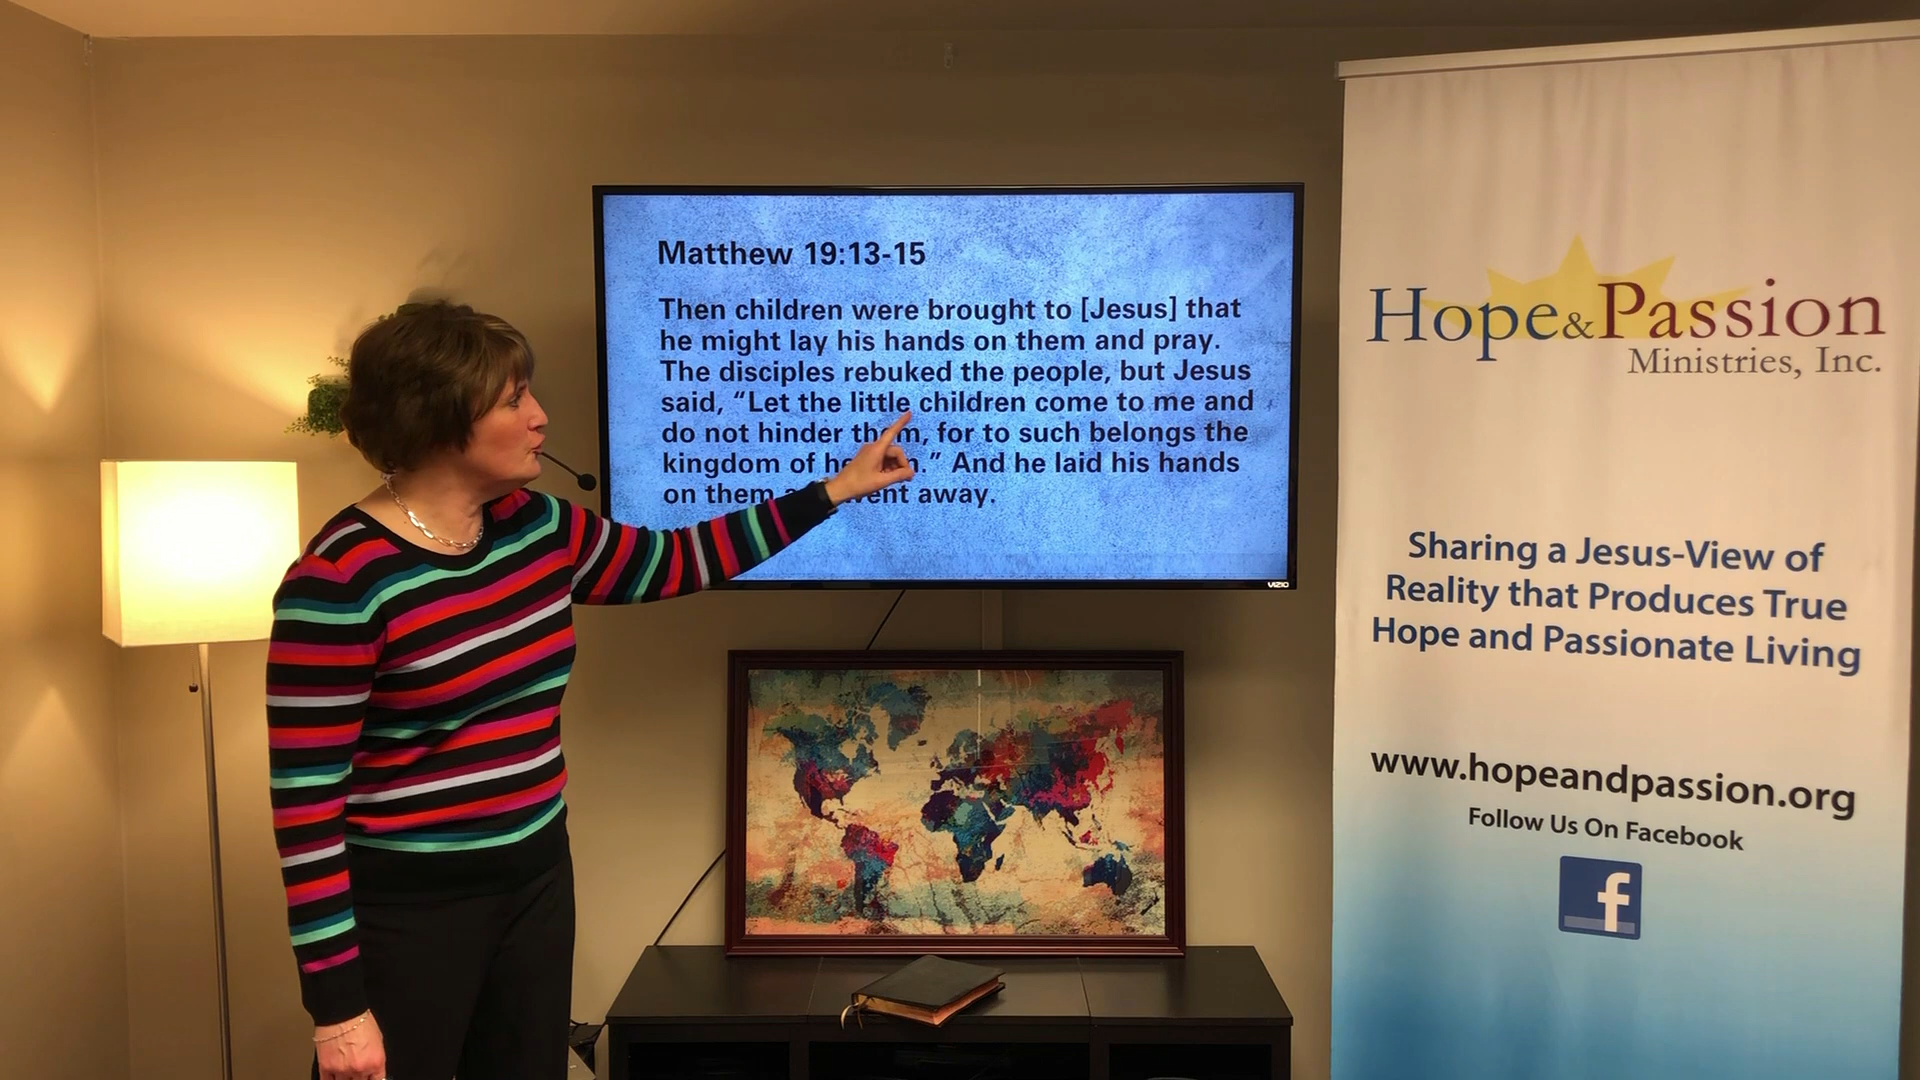 Matthew 19:13-15
Then children were brought to [Jesus] that
he might lay his hands on them and pray.
The disciples rebuked the people, but Jesus
said, “Let the little children come to me and
do not hinder them, for to such belongs the
kingdom of .” And he laid his hands
on them went away.
VIZIO
Hope&Passion
Ministries, Inc.
Sharing a Jesus-View of
Reality that Produces True
Hope and Passionate Living
www.hopeandpassion.org
Follow Us On Facebook
f